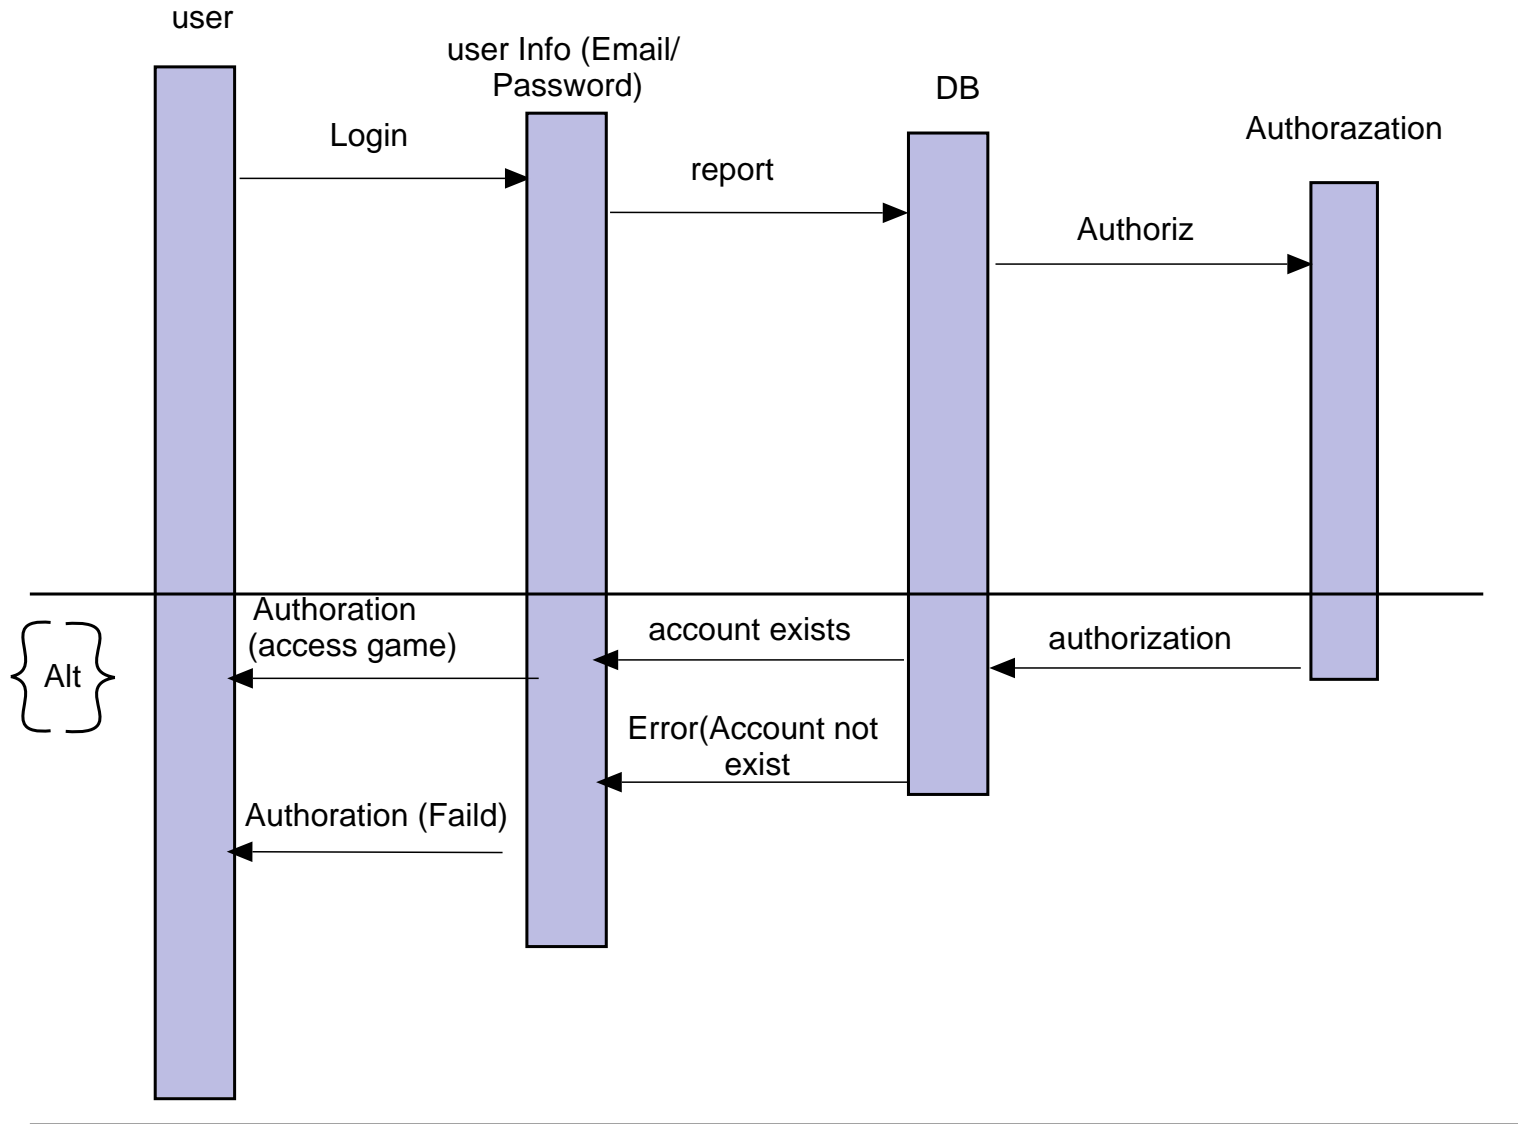 user
user Info (Email/
Password)
DB
Authorazation
Login
report
Authoriz
Authoration
(access game)
account exists
authorization
Alt
Error(Account not
exist
Authoration (Faild)